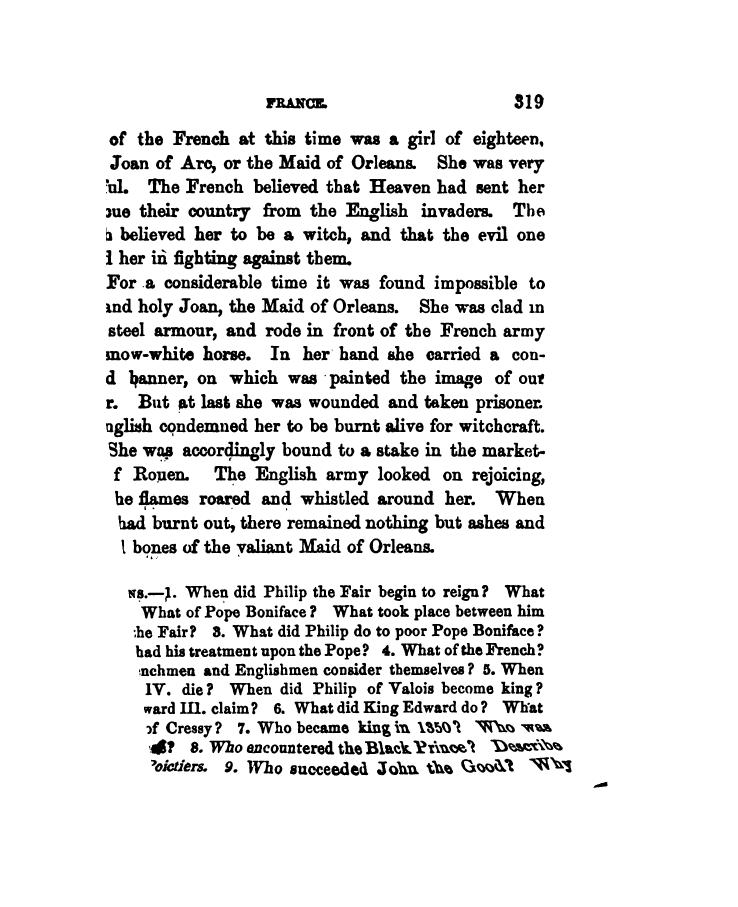 FRANCE. 319
of the French at this time was a girl of eighteen,
Joan of Arc, or the Maid of Orleans. She was very
The French believed that Heaven had sent her
their country from the English invaders. The
believed her to be a witch, and that the evil one
her in fighting against them.
For a considerable time it was found impossible to
and holy Joan, the Maid of Orleans. She was clad in
steel armour, and rode in front of the French army
snow-white horse. In her hand she carried a con-
banner, on which was painted the image of our
But at last she was wounded and taken prisoner.
nglish condemned her to be burnt alive for witchcraft.
She was accordingly bound to a stake in the market-
f Rouen. The English army looked on rejoicing,
he flames roared and whistled around her. When
had burnt out, there remained nothing but ashes and
bones of the valiant Maid of Orleans.
NS.—1. When did Philip the Fair begin to reign? What
What of Pope Boniface? What took place between him
the Fair? 3. What did Philip do to poor Pope Boniface?
had his treatment upon the Pope? 4. What of the French?
nchmen and Englishmen consider themselves? 5. When
IV. die? When did Philip of Valois become king?
ward III. claim? 6. What did King Edward do? What
of Cressy? 7. Who became king in 1350? Who was
8. Who encountered the Black Prince? Describe
Poictiers. 9. Who succeeded John the Good? Why